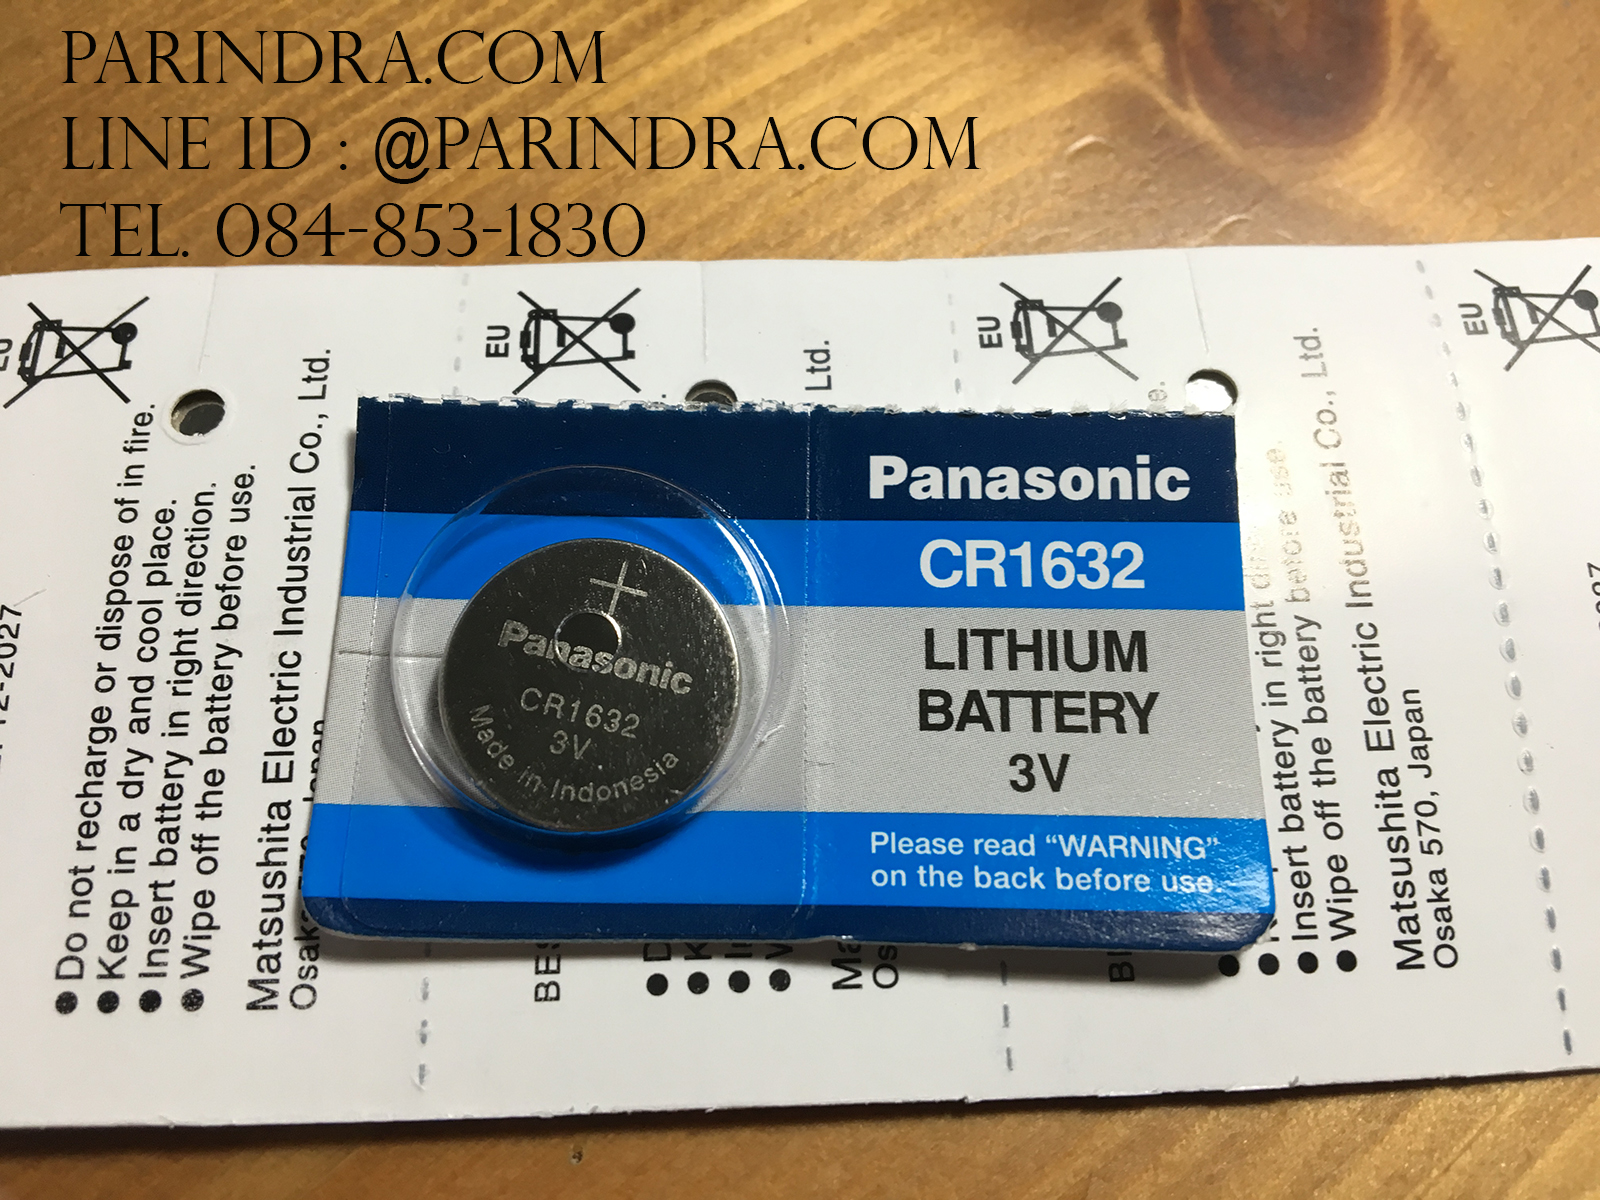 PARINDRA.COM
LINE ID : @PARINDRA.COM
TEL. 084-853-1830
EU
EU
EU
12-2027
● Do not recharge or dispose of in fire.
● Keep in a dry and cool place.
● Insert battery in right direction.
● Wipe off the battery before use.
Matsushita Electric Industrial Co., Ltd.
Ltd.
Panasonic
CR1632
LITHIUM
BATTERY
3V
Please read “WARNING”
on the back before use.
+
Panasonic
CR1632
3V
Made in Indonesia
● Insert battery in right
● Wipe off the battery before use.
Matsushita Electric Industrial Co., Ltd.
Osaka 570, Japan